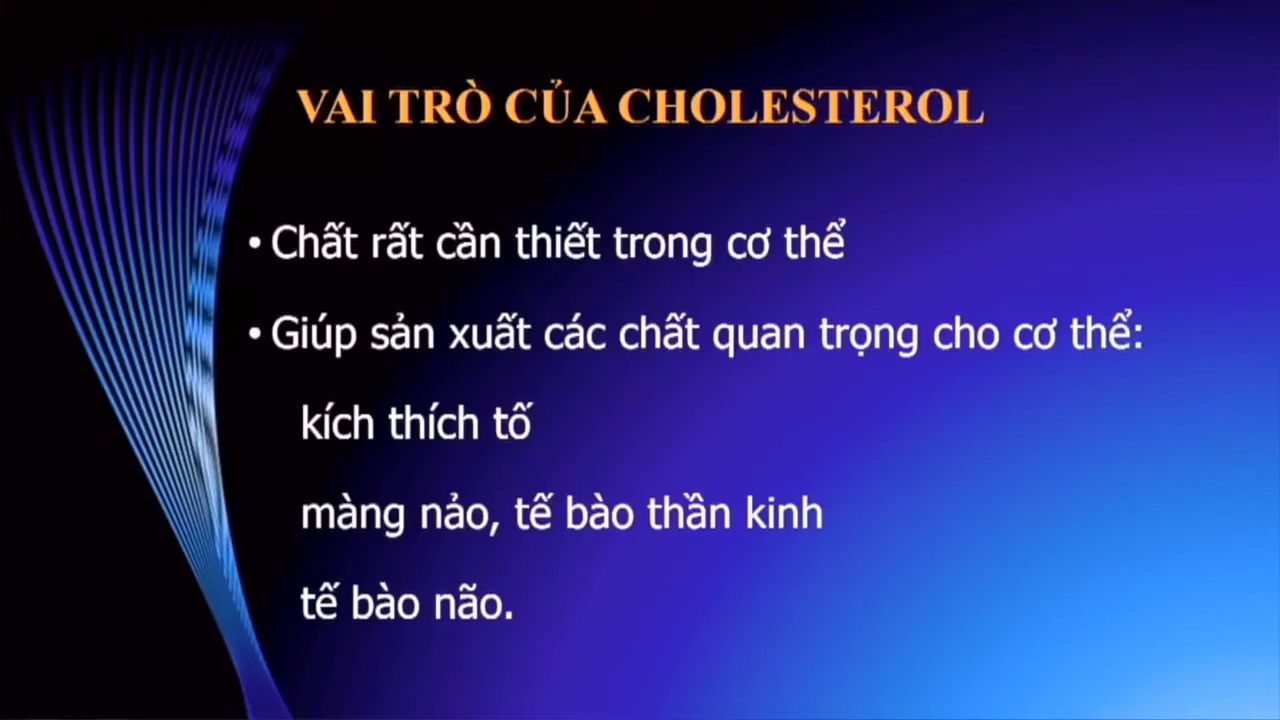 VAI TRÒ CỦA CHOLESTEROL
• Chất rất cần thiết trong cơ thể
• Giúp sản xuất các chất quan trọng cho cơ thể:
kích thích tố
màng nảo, tế bào thần kinh
tế bào não.